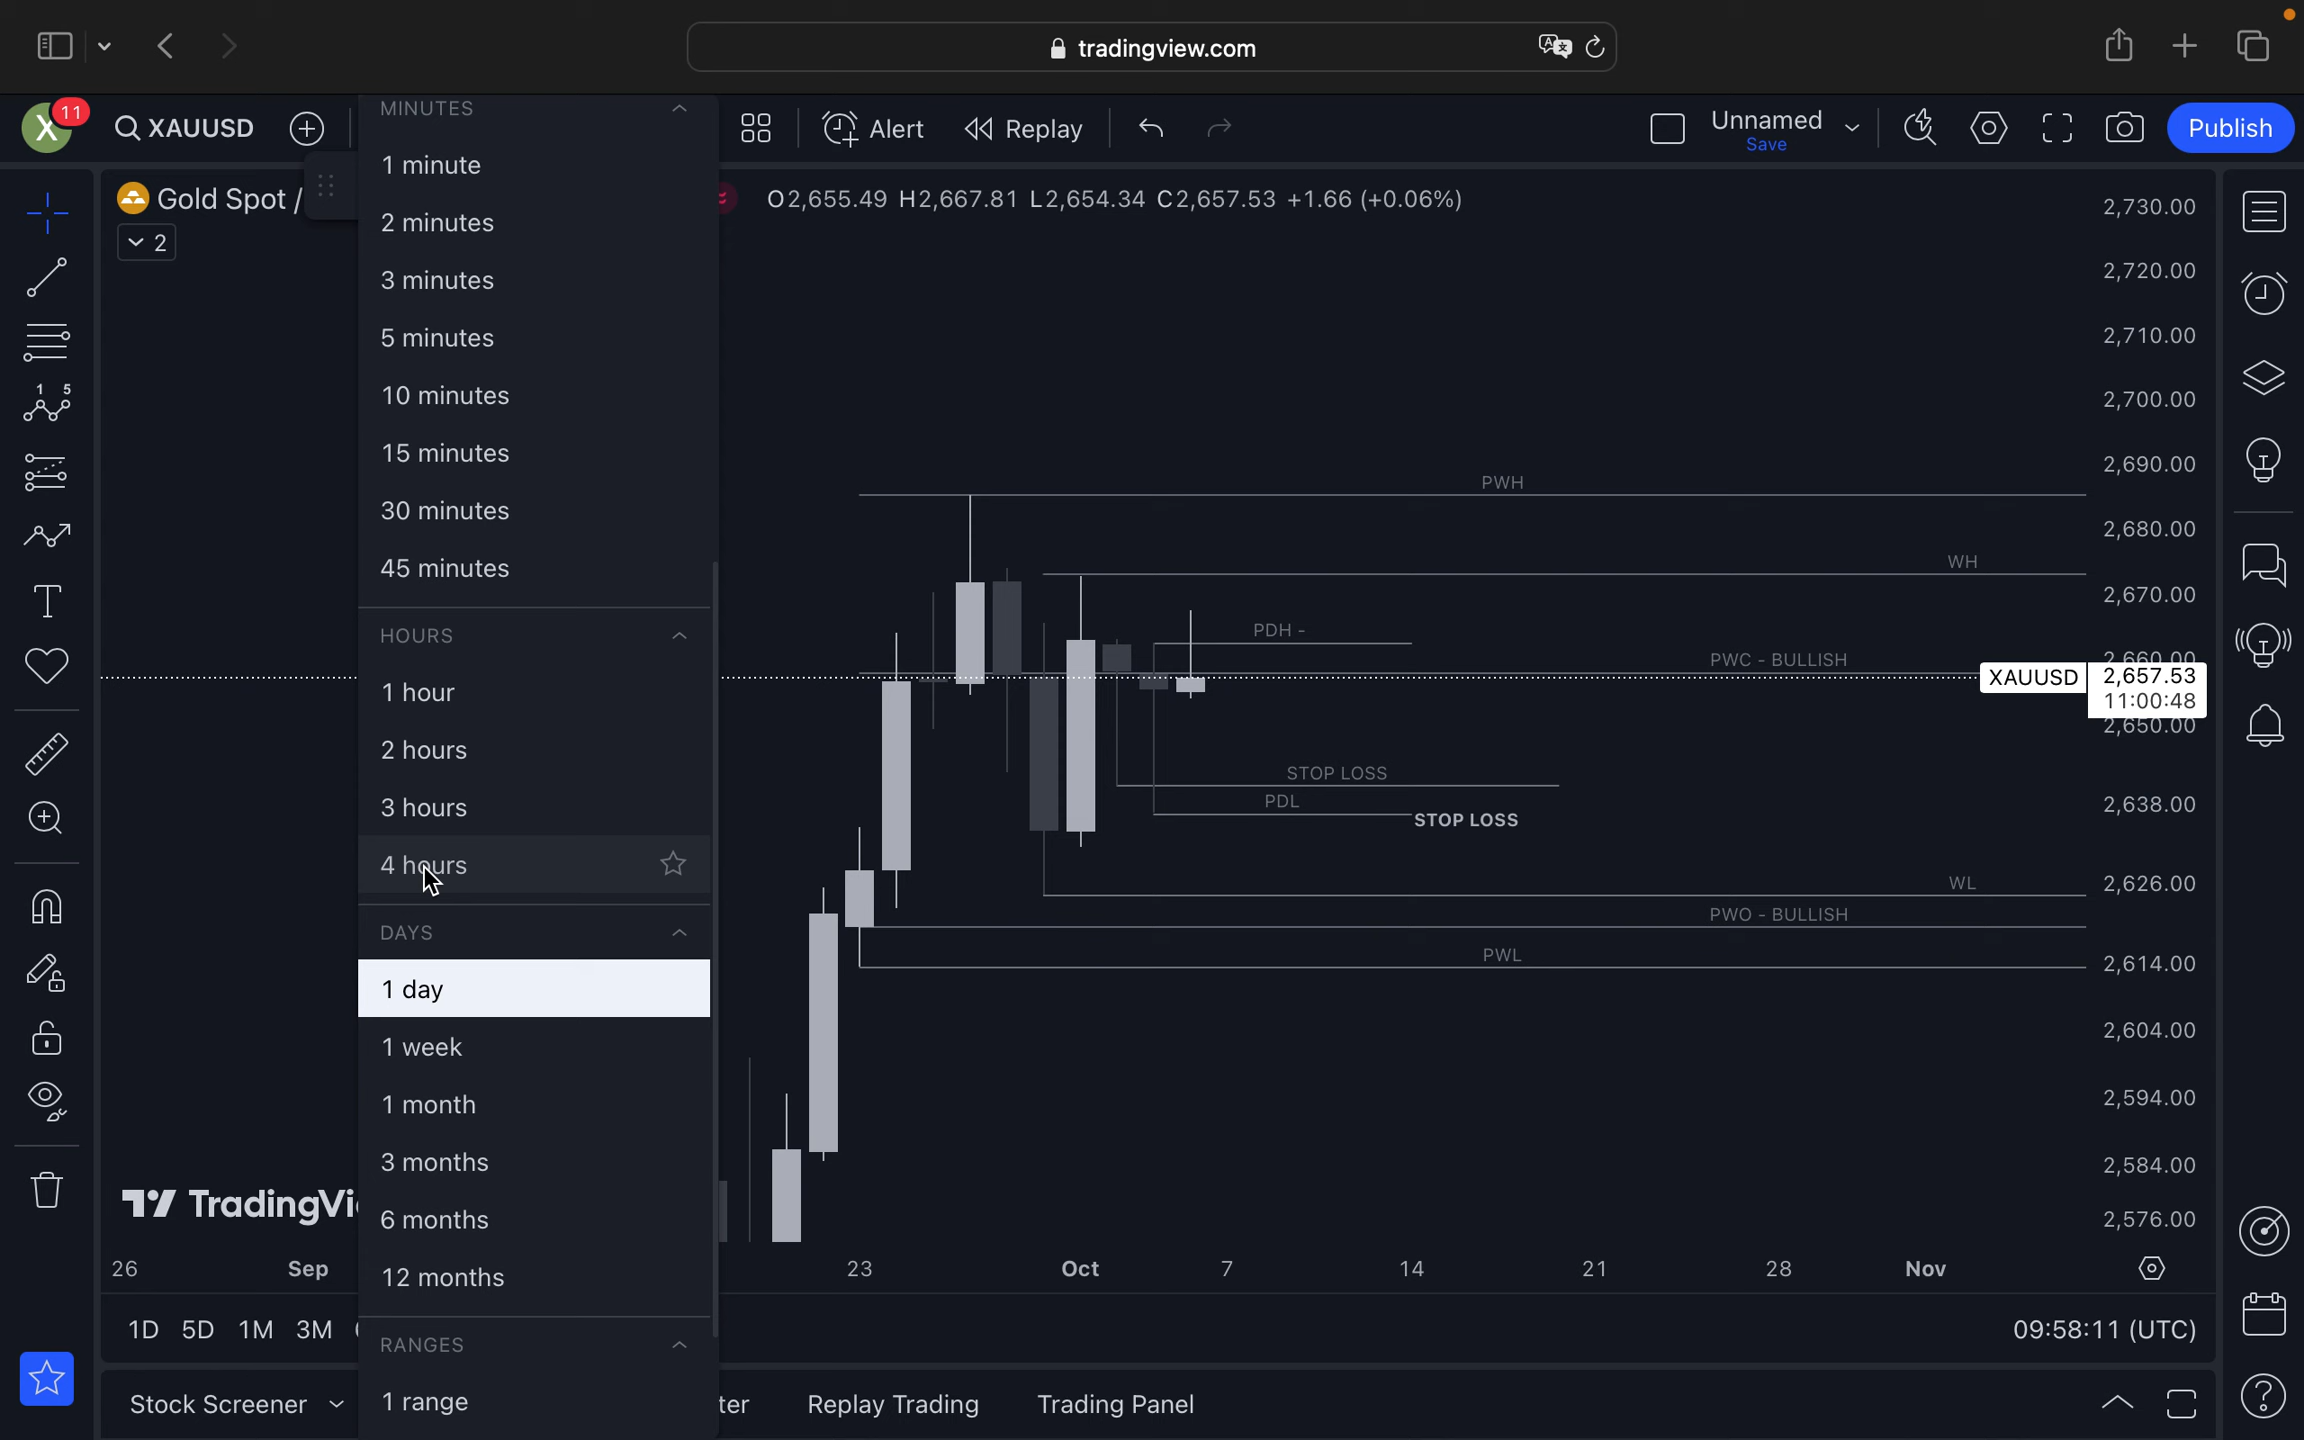 tradingview.com
X
11
XAUUSD
Alert
Replay
Unnamed
Save
Publish
Gold Spot /
2
O2,655.49 H2,667.81 L2,654.34 C2,657.53 +1.66 (+0.06%)
MINUTES
1 minute
2 minutes
3 minutes
5 minutes
10 minutes
15 minutes
30 minutes
45 minutes
HOURS
1 hour
2 hours
3 hours
4 hours
DAYS
1 day
1 week
1 month
3 months
6 months
12 months
RANGES
1 range
PWH
WH
PDH -
PWC - BULLISH
STOP LOSS
PDL
STOP LOSS
WL
PWO - BULLISH
PWL
2,730.00
2,720.00
2,710.00
2,700.00
2,690.00
2,680.00
2,670.00
2,660.00
XAUUSD
2,657.53
11:00:48
2,650.00
2,638.00
2,626.00
2,614.00
2,604.00
2,594.00
2,584.00
2,576.00
1 5
T
TradingVi
26
Sep
23
Oct
7
14
21
28
Nov
1D 5D 1M 3M
09:58:11 (UTC)
Stock Screener
ter
Replay Trading
Trading Panel